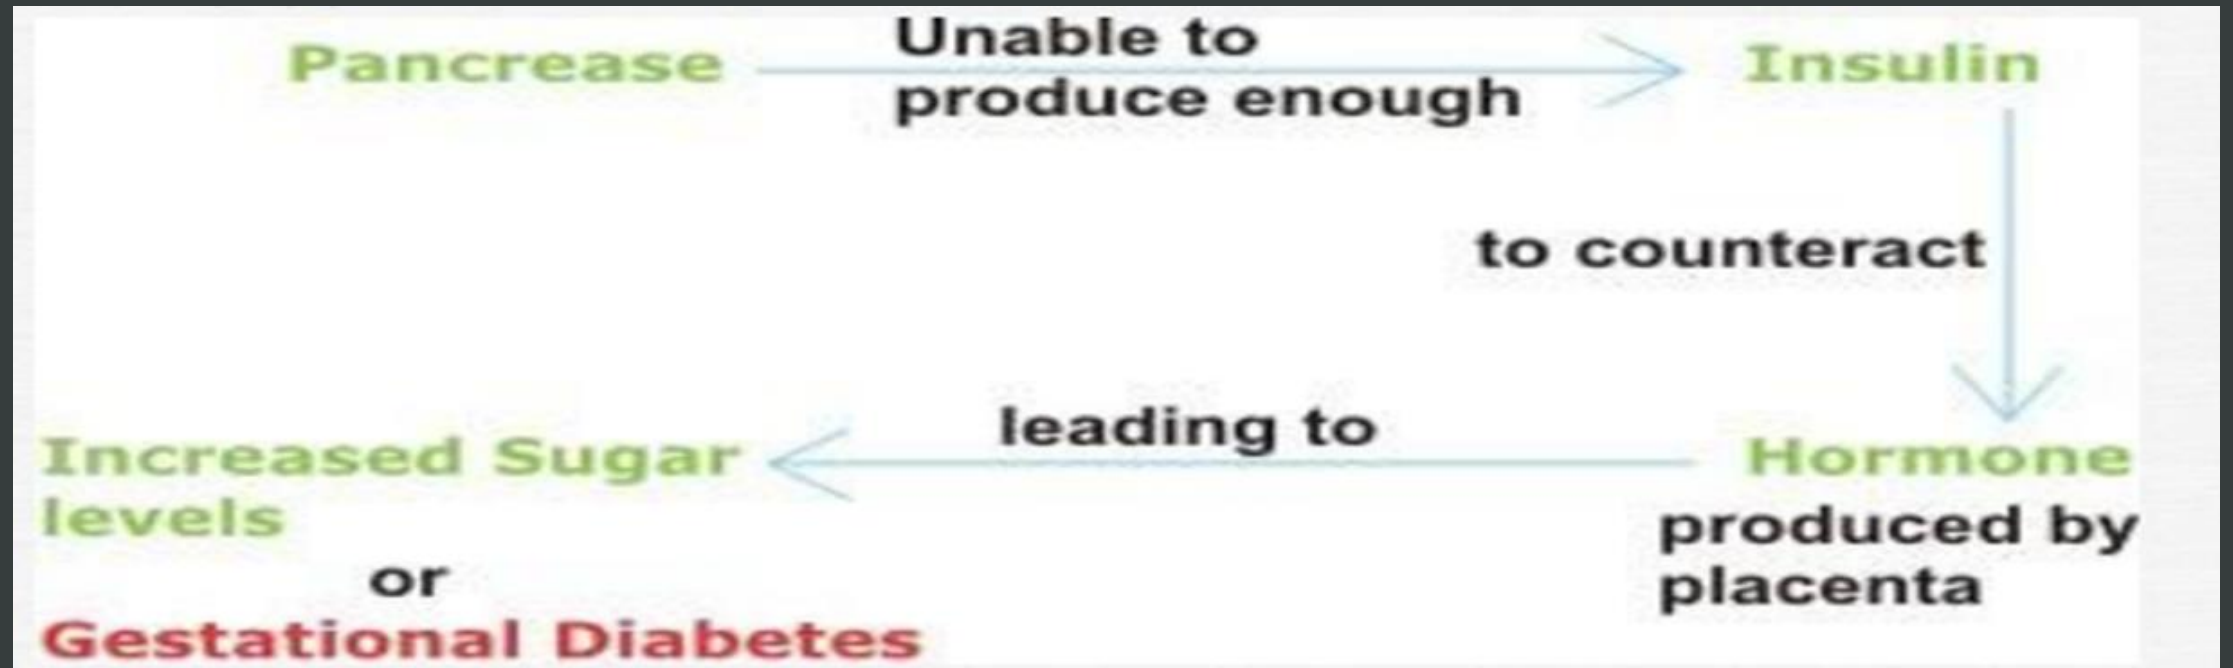 Pancrease
Unable to
produce enough
Insulin
to counteract
Hormone
produced by
placenta
leading to
Increased Sugar
levels
or
Gestational Diabetes